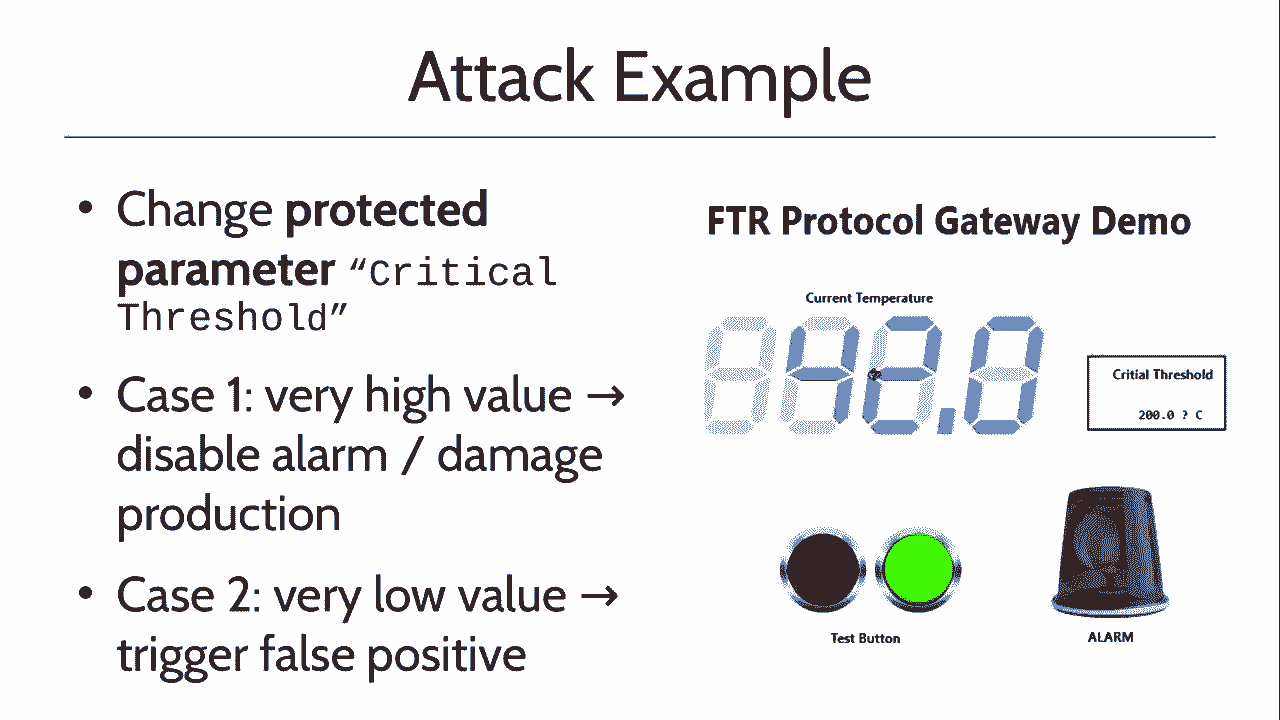 Attack Example
• Change protected
parameter “Critical
Threshold”
• Case 1: very high value →
disable alarm / damage
production
• Case 2: very low value →
trigger false positive
FTR Protocol Gateway Demo
Current Temperature
42.0
Critial Threshold
200.0 ? C
Test Button
ALARM